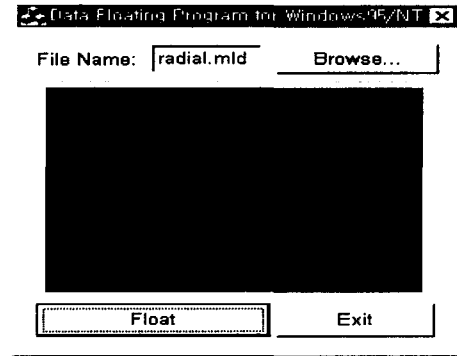 Data Floating Program for Windows95/NT
File Name: radial.mld Browse...
Float Exit